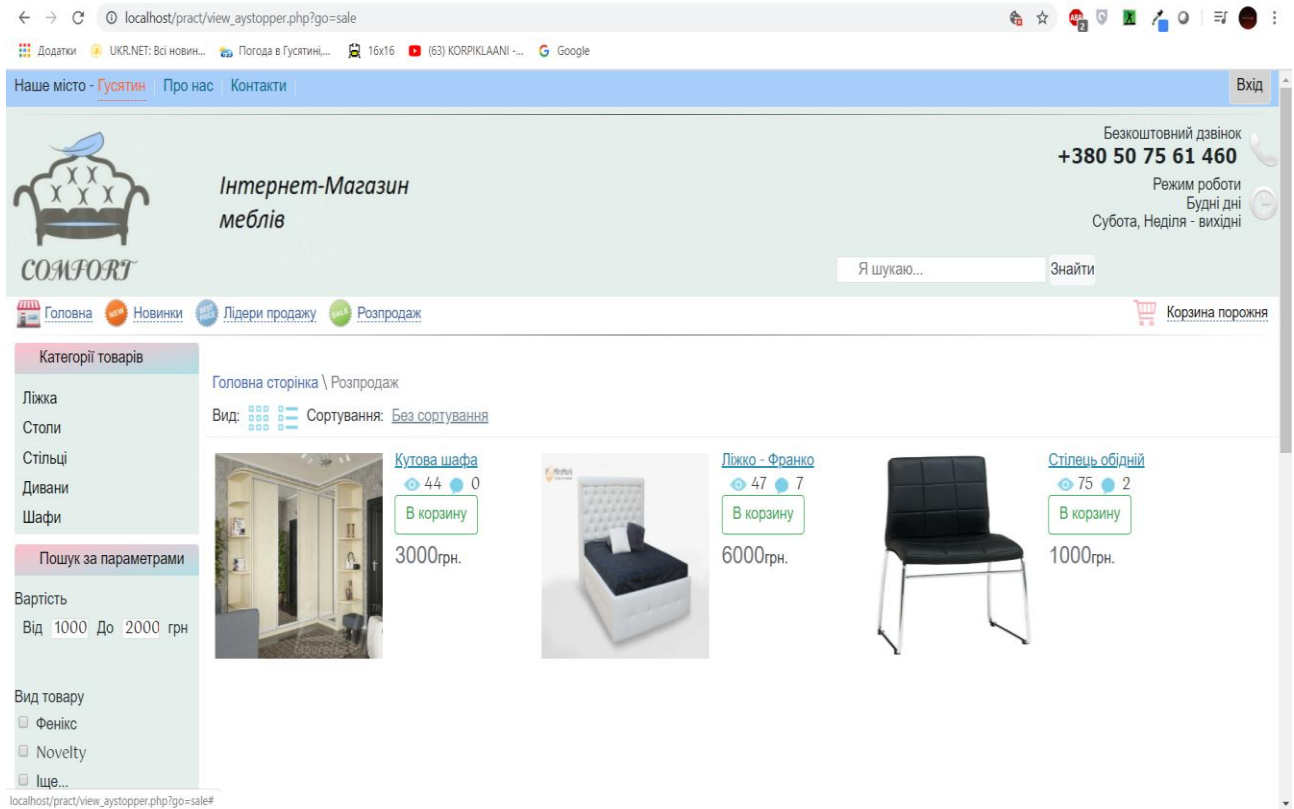 localhost/pract/view_aystopper.php?go=sale
Додатки UKR.NET: Всі новин... Погода в Гусятині,... 16x16 (63) KORPIKLAANI -... Google
Наше місто - Гусятин Про нас Контакти Вхід
Безкоштовний дзвінок
+380 50 75 61 460
Режим роботи
Будні дні
Субота, Неділя - вихідні
Інтернет-Магазин
меблів
COMFORT
Я шукаю... Знайти
Головна NEW Новинки Лідери продажу SALE Розпродаж Корзина порожня
Категорії товарів
Ліжка
Столи
Стільці
Дивани
Шафи
Пошук за параметрами
Вартість
Від 1000 До 2000 грн
Вид товару
Фенікс
Novelty
Іще...
Головна сторінка \ Розпродаж
Вид: Сортування: Без сортування
Кутова шафа
44 0
В корзину
3000грн.
Ліжко - Франко
47 7
В корзину
6000грн.
Стілець обідній
75 2
В корзину
1000грн.
localhost/pract/view_aystopper.php?go=sale#